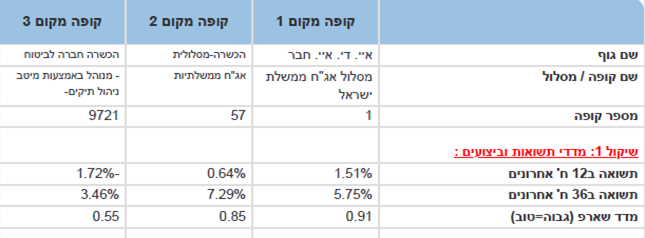 קופה מקום 1 קופה מקום 2 קופה מקום 3
שם גוף איי. די. איי. חבר הכשרה-מסלולית הכשרה חברה לביטוח
שם קופה / מסלול מסלול אג"ח ממשלת ישראל אג"ח ממשלתיות - מנוהל באמצעות מיטב ניהול תיקים-
מספר קופה 1 57 9721
שיקול 1: מדדי תשואות וביצועים :
תשואה ב12 ח' אחרונים 1.51% 0.64% -1.72%
תשואה ב36 ח' אחרונים 5.75% 7.29% 3.46%
מדד שארפ (גבוה=טוב) 0.91 0.85 0.55